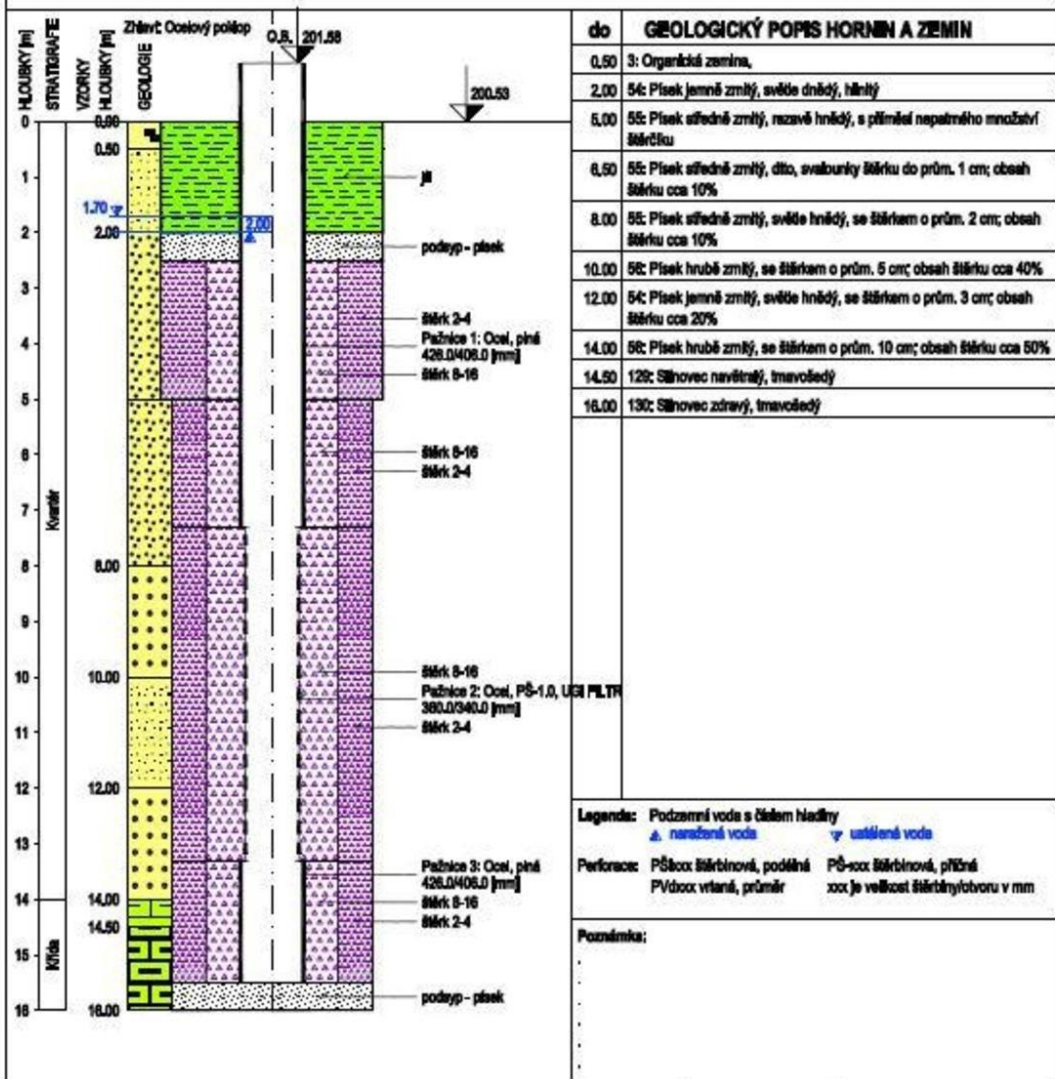 Zhlaví: Ocelový poklop
O.B. 201.58
200.53
HLOUBKY [m]
STRATIGRAFIE
VZORKY
HLOUBKY [m]
GEOLOGIE
0
1
2
3
4
5
6
7
8
9
10
11
12
13
14
15
16
Kvartér
Křída
0.00
0.50
1.70
2.00
2.00
8.00
10.00
12.00
14.00
14.50
16.00
jíl
podsyp - písek
štěrk 2-4
Pažnice 1: Ocel, plná
426.0/406.0 [mm]
štěrk 8-16
štěrk 8-16
štěrk 2-4
štěrk 8-16
Pažnice 2: Ocel, PŠ-1.0, UGI FILTR
360.0/340.0 [mm]
štěrk 2-4
Pažnice 3: Ocel, plná
426.0/406.0 [mm]
štěrk 8-16
štěrk 2-4
podsyp - písek
do GEOLOGICKÝ POPIS HORNIN A ZEMIN
0.50 3: Organická zemina,
2.00 54: Písek jemně zrnitý, světle hnědý, hlinitý
5.00 55: Písek středně zrnitý, rezavě hnědý, s příměsí nepatrného množství
štěrčíku
6.50 55: Písek středně zrnitý, dtto, svalounky štěrku do prům. 1 cm; obsah
štěrku cca 10%
8.00 55: Písek středně zrnitý, světle hnědý, se štěrkem o prům. 2 cm; obsah
štěrku cca 10%
10.00 56: Písek hrubě zrnitý, se štěrkem o prům. 5 cm; obsah štěrku cca 40%
12.00 54: Písek jemně zrnitý, světle hnědý, se štěrkem o prům. 3 cm; obsah
štěrku cca 20%
14.00 56: Písek hrubě zrnitý, se štěrkem o prům. 10 cm; obsah štěrku cca 50%
14.50 129: Slínovec navětralý, tmavošedý
16.00 130: Slínovec zdravý, tmavošedý
Legenda: Podzemní voda s číslem hladiny
naražená voda ustálená voda
Perforace: PŠIxxx štěrbinová, podélná PŠ-xxx štěrbinová, příčná
PVdxxx vrtaná, průměr xxx je velikost štěrbiny/otvoru v mm
Poznámka: